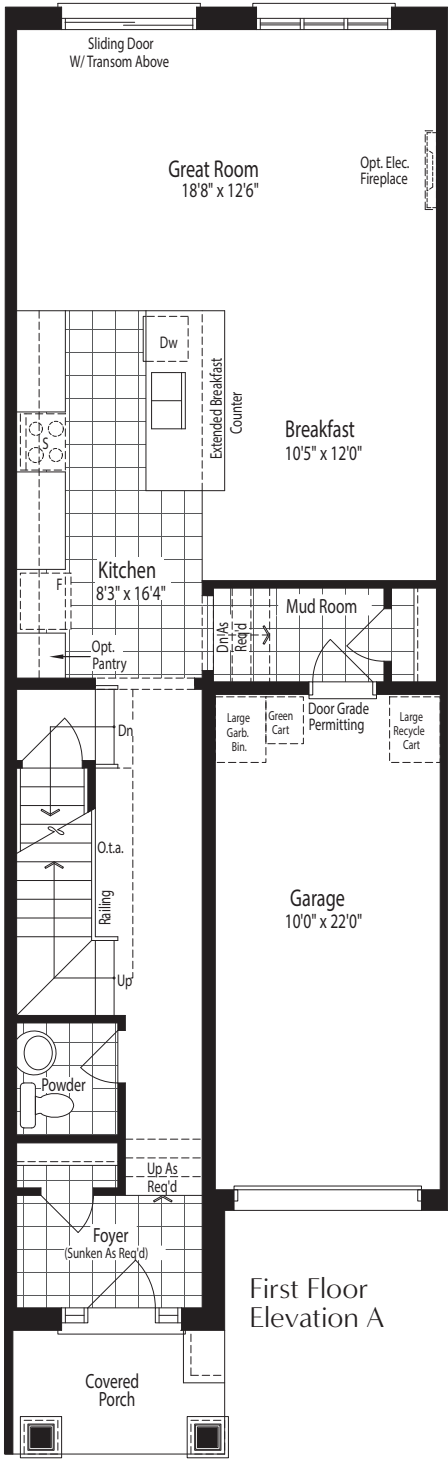 Sliding Door
W/ Transom Above
Great Room
18'8" x 12'6"
Opt. Elec.
Fireplace
Dw
Extended Breakfast
Counter
S
Breakfast
10'5" x 12'0"
Kitchen
8'3" x 16'4"
F
Opt.
Pantry
Dn As
Req'd
Mud Room
Door Grade
Permitting
Large
Garb.
Bin.
Green
Cart
Large
Recycle
Cart
Dn
O.t.a.
Railing
Up
Garage
10'0" x 22'0"
Powder
Up As
Req'd
Foyer
(Sunken As Req'd)
First Floor
Elevation A
Covered
Porch